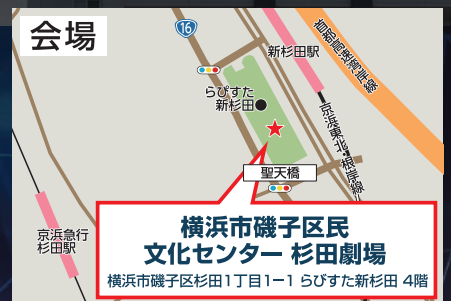 会場
16
新杉田駅
首都高速湾岸線
らびすた
新杉田
京浜東北・根岸線
聖天橋
京浜急行
杉田駅
横浜市磯子区民
文化センター 杉田劇場
横浜市磯子区杉田1丁目1ー1 らびすた新杉田 4階